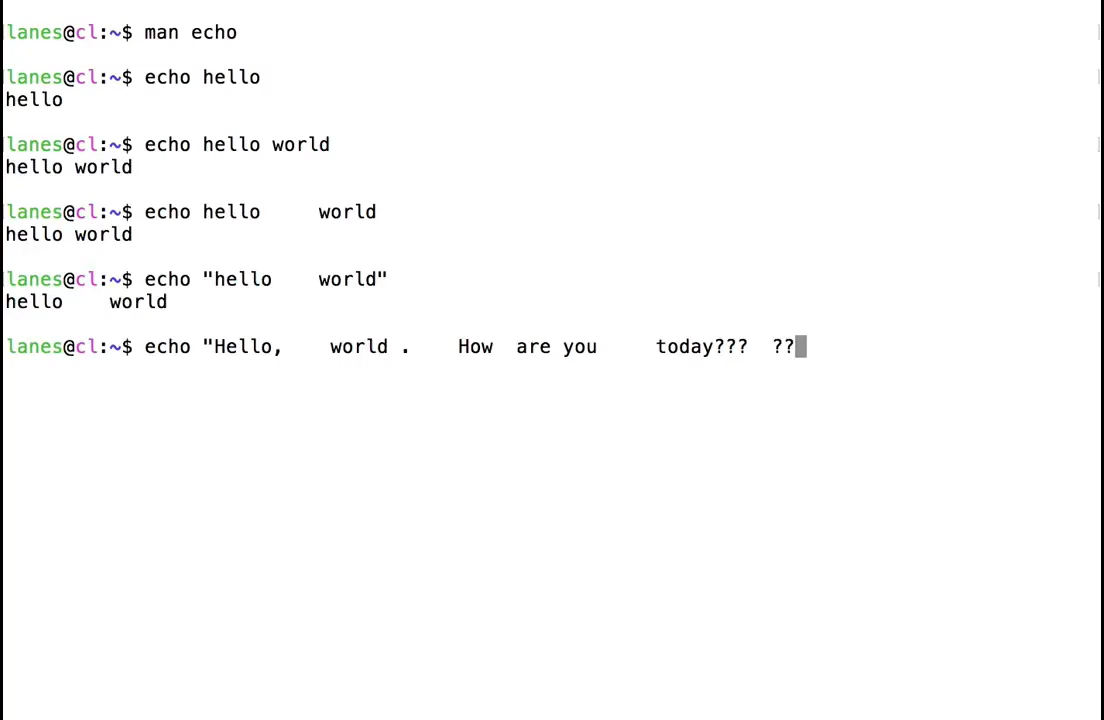 lanes@cl:~$ man echo
lanes@cl:~$ echo hello
hello
lanes@cl:~$ echo hello world
hello world
lanes@cl:~$ echo hello     world
hello world
lanes@cl:~$ echo "hello    world"
hello    world
lanes@cl:~$ echo "Hello,    world .    How  are you     today???  ??